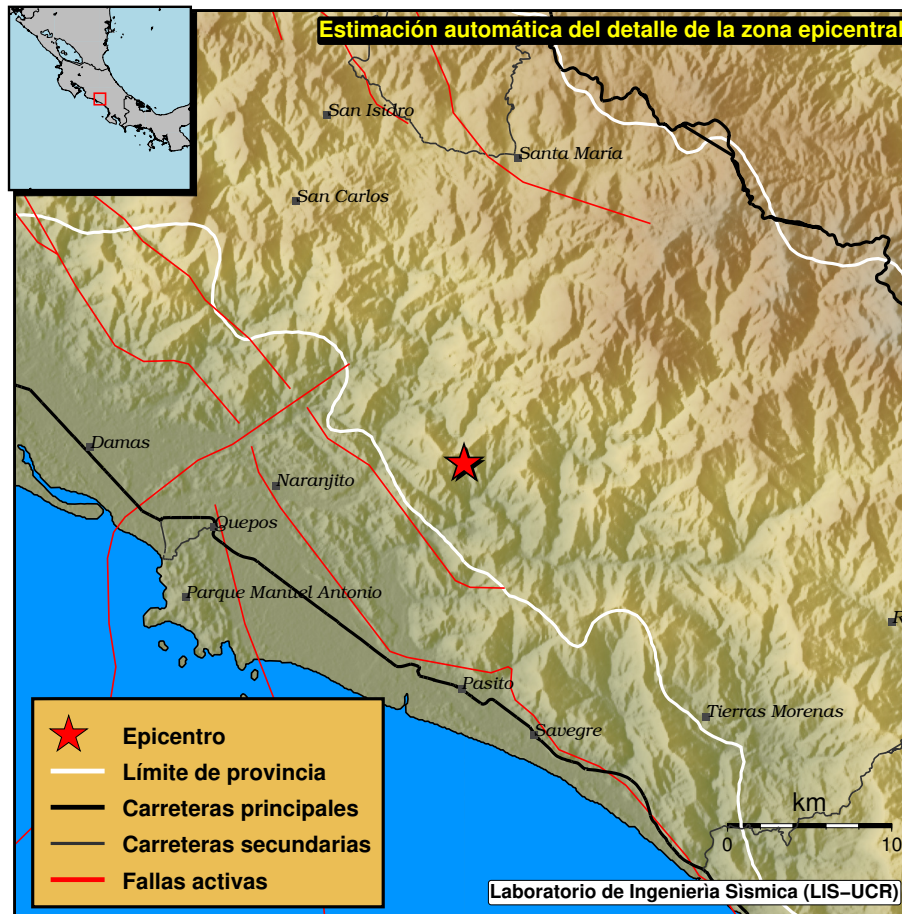 Estimación automática del detalle de la zona epicentral
San Isidro
Santa María
San Carlos
Damas
Naranjito
Quepos
Parque Manuel Antonio
R
Pasito
Tierras Morenas
Savegre
Epicentro
Límite de provincia
Carreteras principales
Carreteras secundarias
Fallas activas
km
0 10
Laboratorio de Ingenierìa Sìsmica (LIS−UCR)